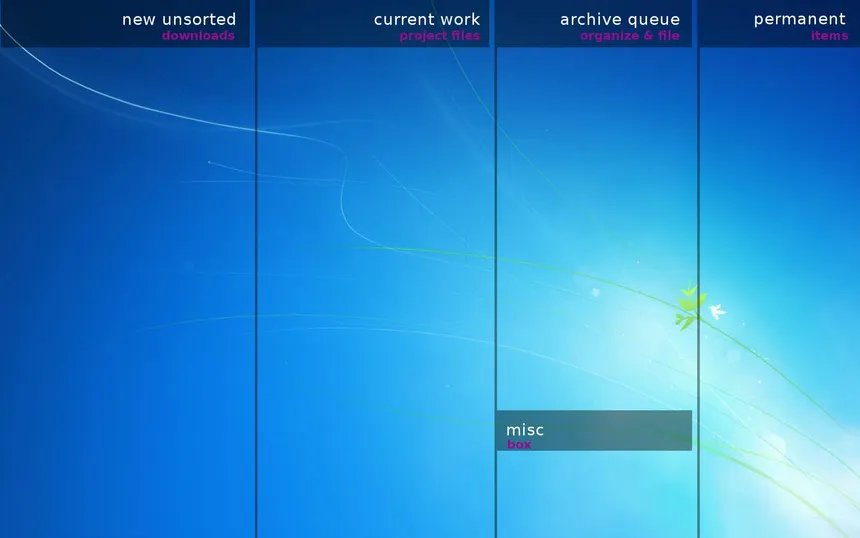 new unsorted
downloads
current work
project files
archive queue
organize & file
permanent
items
misc
box